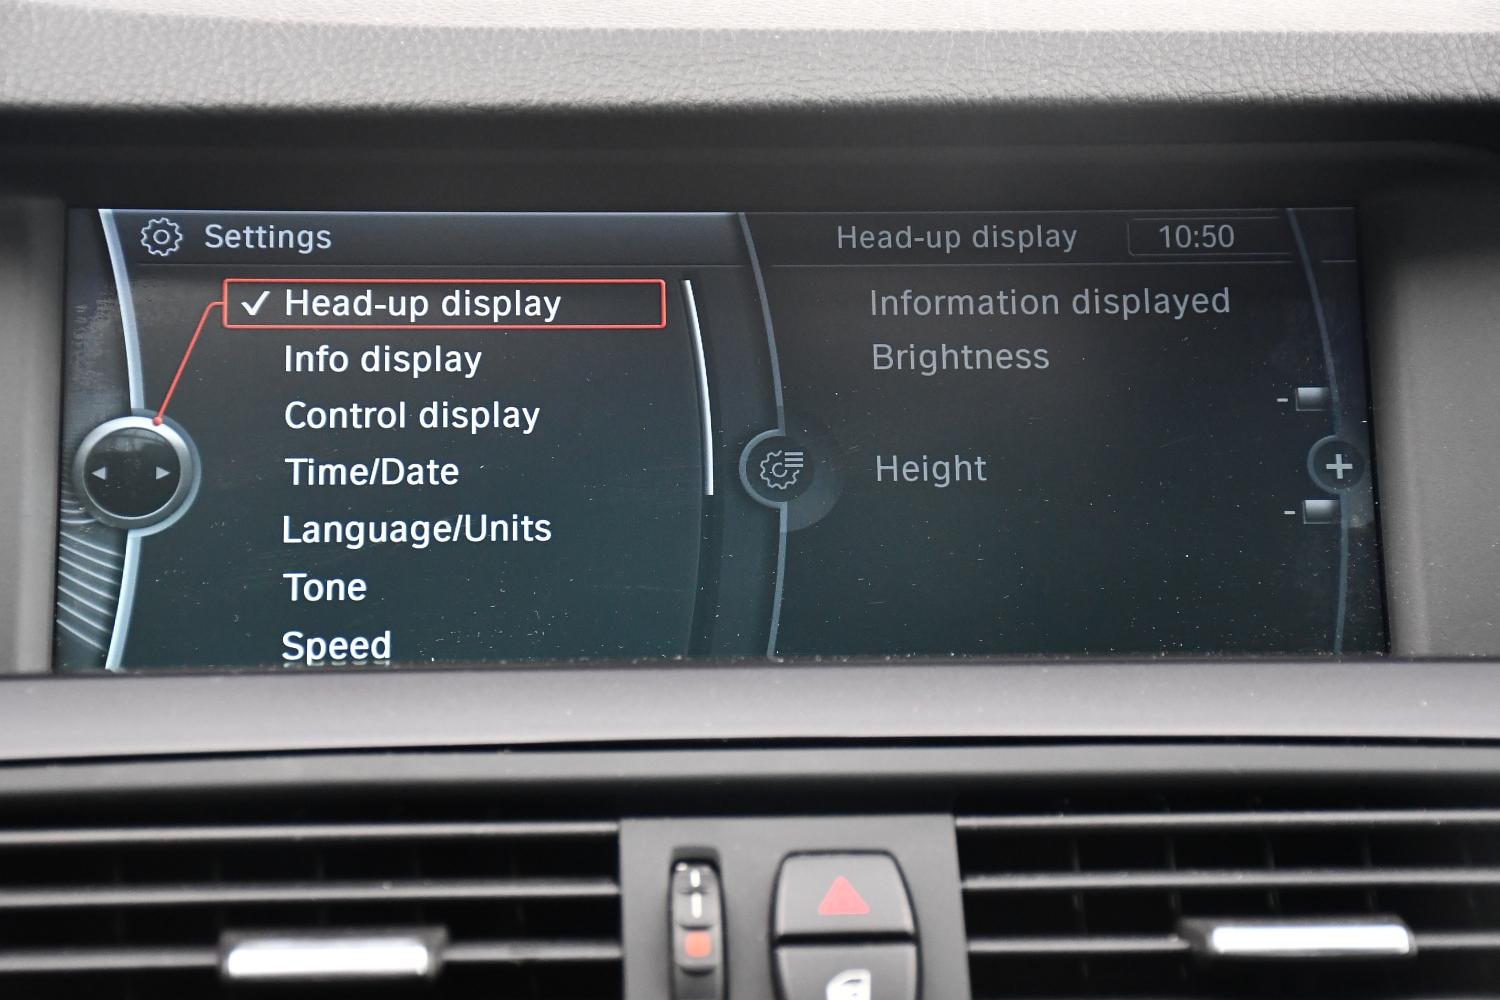 Settings
Head-up display
Info display
Control display
Time/Date
Language/Units
Tone
Speed
Head-up display 10:50
Information displayed
Brightness
-
Height
+
-